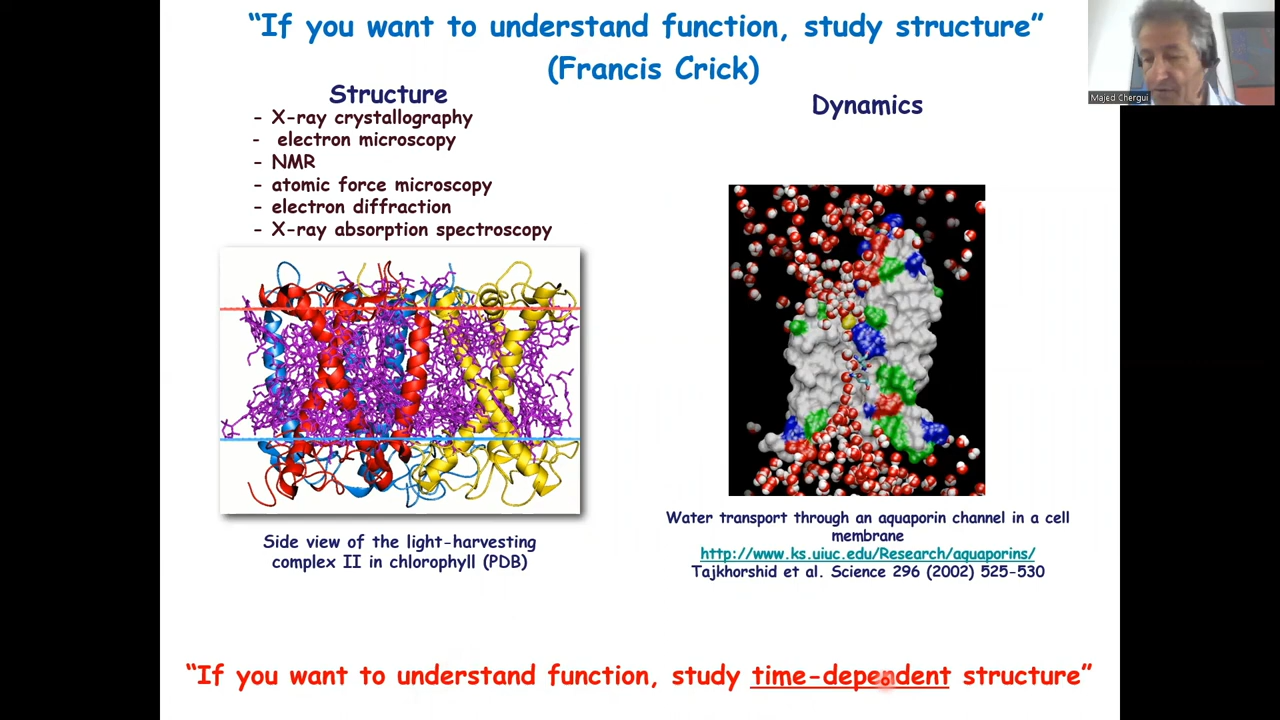 “If you want to understand function, study structure”
(Francis Crick)
Majed Chergui
Structure
- X-ray crystallography
- electron microscopy
- NMR
- atomic force microscopy
- electron diffraction
- X-ray absorption spectroscopy
Side view of the light-harvesting
complex II in chlorophyll (PDB)
Dynamics
Water transport through an aquaporin channel in a cell
membrane
http://www.ks.uiuc.edu/Research/aquaporins/
Tajkhorshid et al. Science 296 (2002) 525-530
“If you want to understand function, study time-dependent structure”